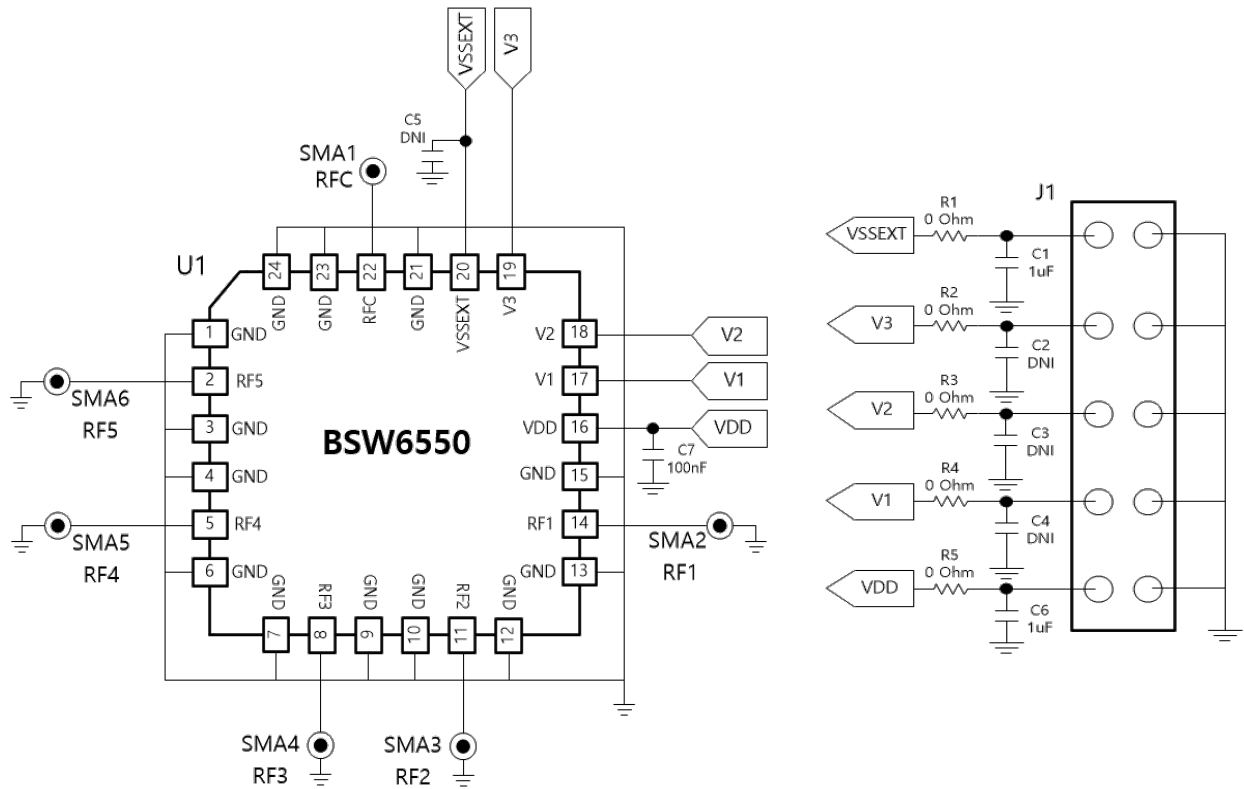 VSSEXT
V3
C5
DNI
SMA1
RFC
U1
24
23
22
21
20
19
GND
GND
RFC
GND
VSSEXT
V3
1
GND
2
RF5
3
GND
4
GND
5
RF4
6
GND
SMA6
RF5
SMA5
RF4
BSW6550
V2
18
V2
V1
17
V1
VDD
16
VDD
C7
100nF
GND
15
RF1
14
SMA2
RF1
GND
13
GND
RF3
GND
GND
RF2
GND
7
8
9
10
11
12
SMA4
RF3
SMA3
RF2
J1
VSSEXT
R1
0 Ohm
C1
1uF
V3
R2
0 Ohm
C2
DNI
V2
R3
0 Ohm
C3
DNI
V1
R4
0 Ohm
C4
DNI
VDD
R5
0 Ohm
C6
1uF